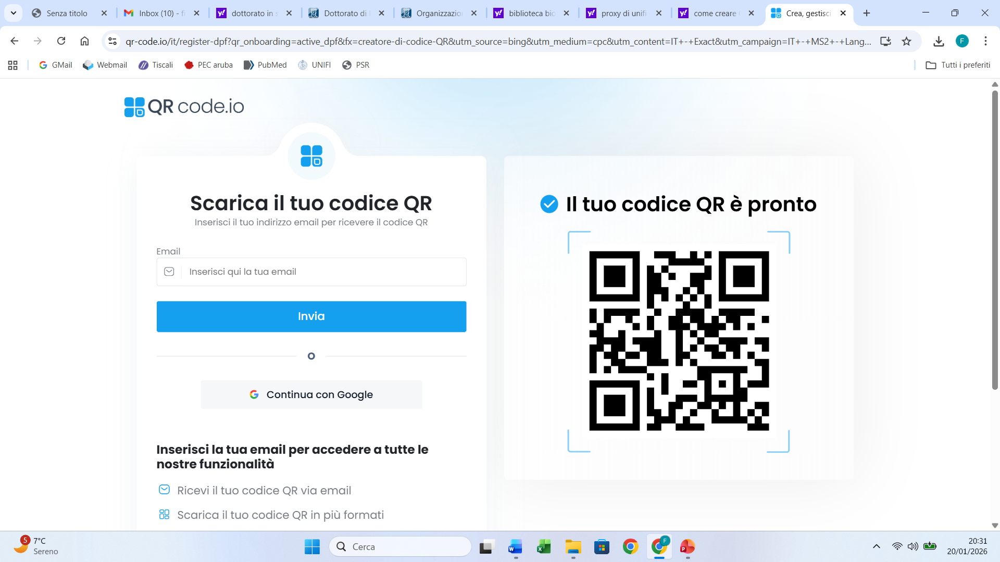 Senza titolo
Inbox (10) - fi
dottorato in s
Dottorato di
Organizzazio
biblioteca bio
proxy di unifi
come creare
Crea, gestisci
qr-code.io/it/register-dpf?qr_onboarding=active_dpf&fx=creatore-di-codice-QR&utm_source=bing&utm_medium=cpc&utm_content=IT+-+Exact&utm_campaign=IT+-+MS2+-+Lang...
F
GMail
Webmail
Tiscali
PEC aruba
PubMed
UNIFI
PSR
Tutti i preferiti
QR code.io
Scarica il tuo codice QR
Inserisci il tuo indirizzo email per ricevere il codice QR
Email
Inserisci qui la tua email
Invia
o
Continua con Google
Inserisci la tua email per accedere a tutte le
nostre funzionalità
Ricevi il tuo codice QR via email
Scarica il tuo codice QR in più formati
Il tuo codice QR è pronto
5
7°C
Sereno
Cerca
F
20:31
20/01/2026